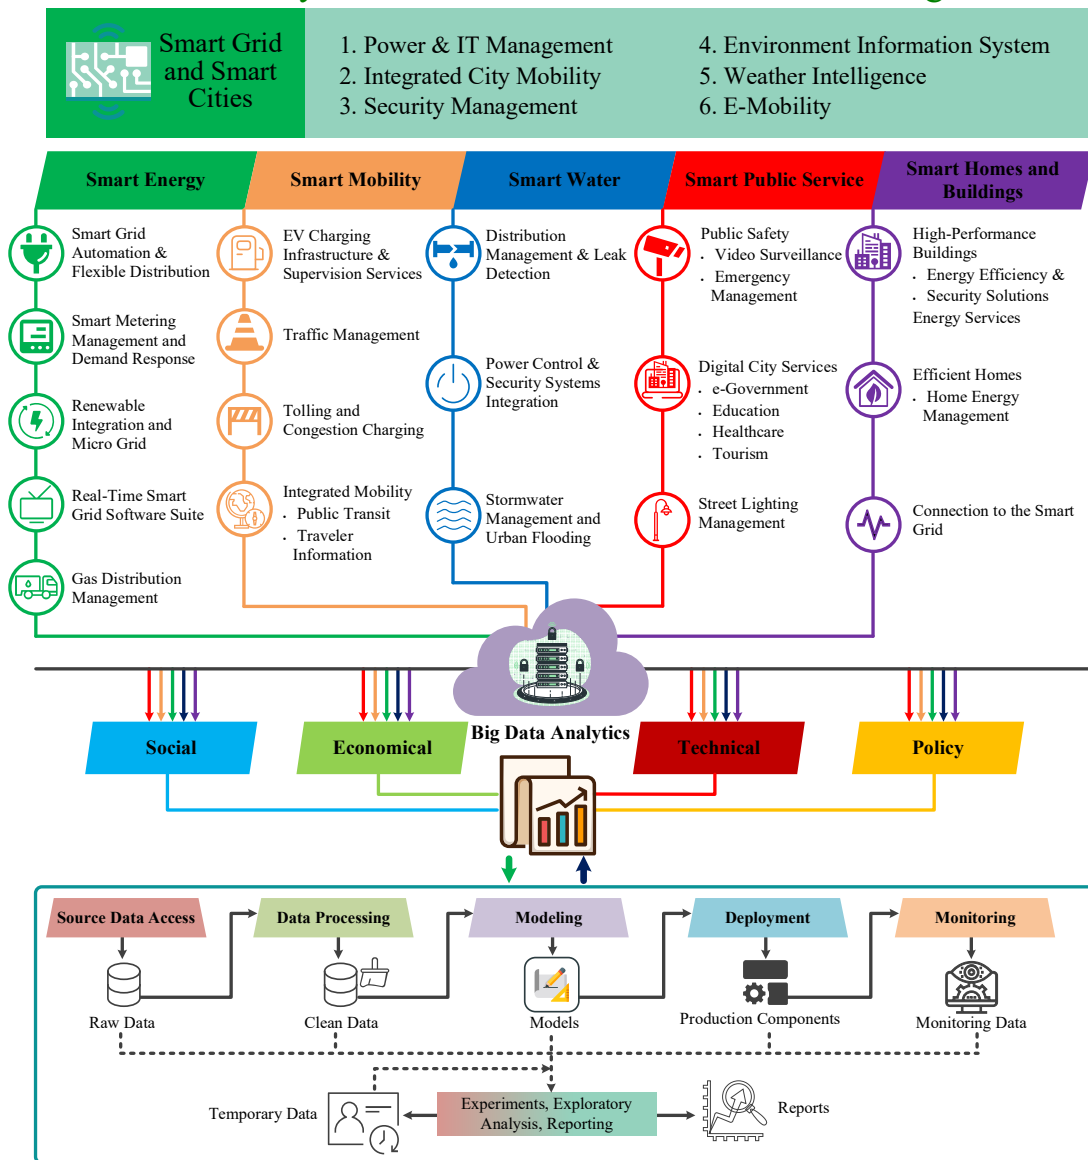 Smart Grid
and Smart
Cities
1. Power & IT Management
2. Integrated City Mobility
3. Security Management
4. Environment Information System
5. Weather Intelligence
6. E-Mobility
Smart Energy
Smart Mobility
Smart Water
Smart Public Service
Smart Homes and
Buildings
Smart Grid
Automation &
Flexible Distribution
Smart Metering
Management and
Demand Response
Renewable
Integration and
Micro Grid
Real-Time Smart
Grid Software Suite
Gas Distribution
Management
EV Charging
Infrastructure &
Supervision Services
Traffic Management
Tolling and
Congestion Charging
Integrated Mobility
• Public Transit
• Traveler
Information
Distribution
Management & Leak
Detection
Power Control &
Security Systems
Integration
Stormwater
Management and
Urban Flooding
Public Safety
• Video Surveillance
• Emergency
Management
Digital City Services
• e-Government
• Education
• Healthcare
• Tourism
Street Lighting
Management
High-Performance
Buildings
• Energy Efficiency &
• Security Solutions
Energy Services
Efficient Homes
• Home Energy
Management
Connection to the Smart
Grid
Big Data Analytics
Social
Economical
Technical
Policy
Source Data Access
Data Processing
Modeling
Deployment
Monitoring
Raw Data
Clean Data
Models
Production Components
Monitoring Data
Temporary Data
Experiments, Exploratory
Analysis, Reporting
Reports